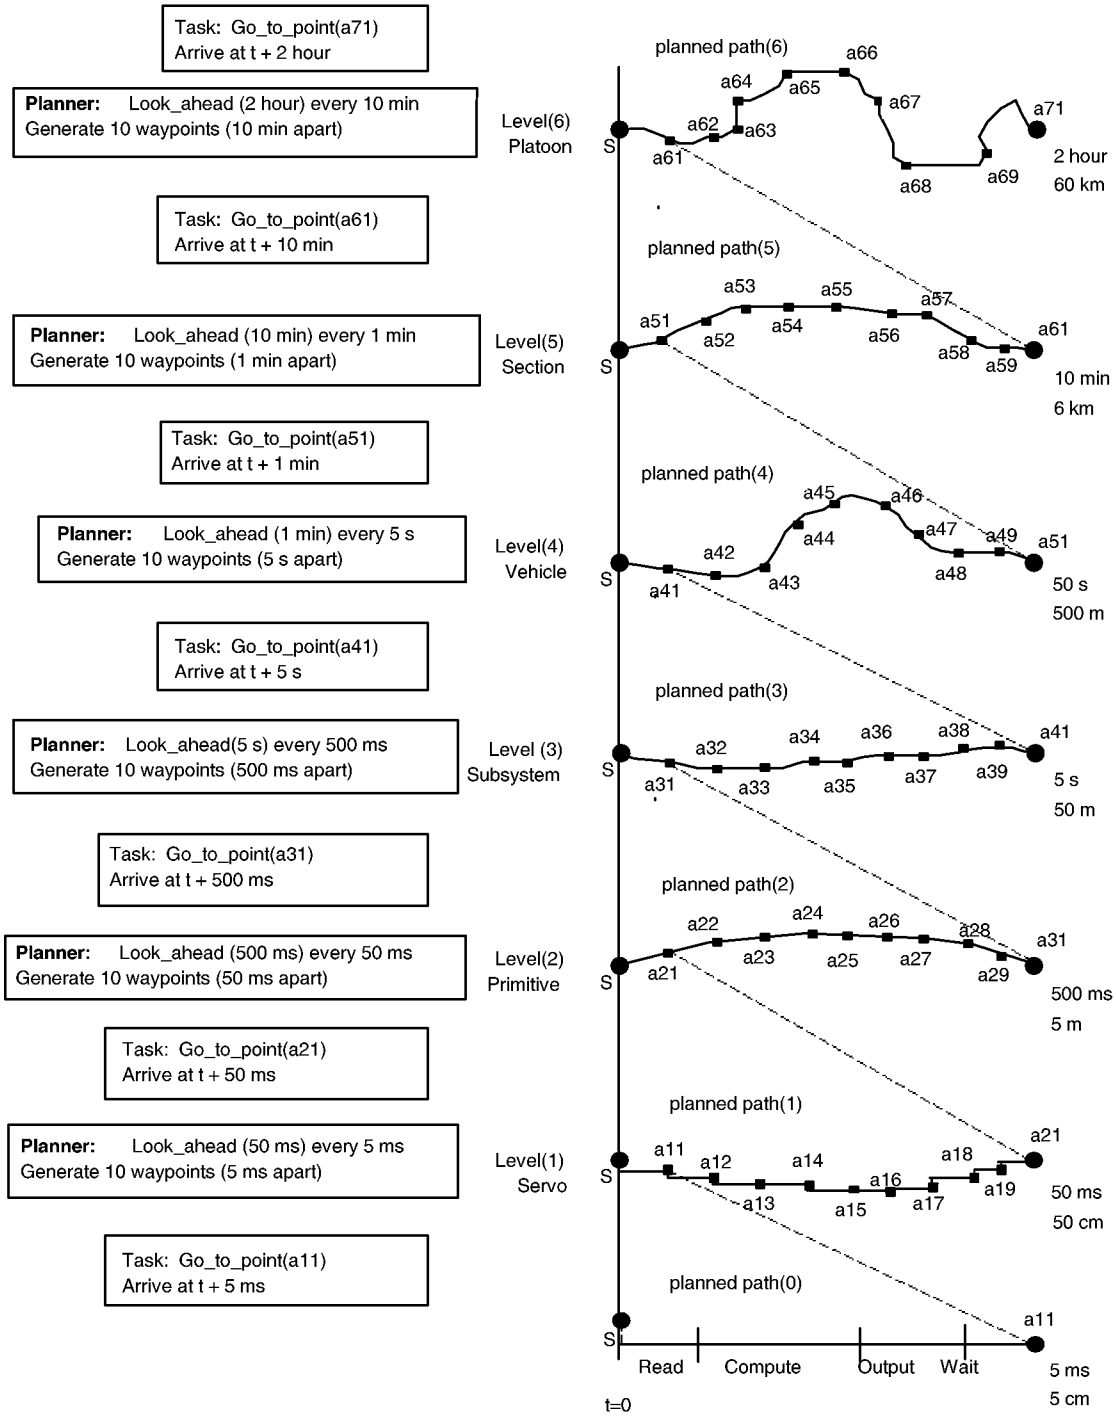 Task: Go_to_point(a71)
Arrive at t + 2 hour
Planner: Look_ahead (2 hour) every 10 min
Generate 10 waypoints (10 min apart)
Level(6)
Platoon
planned path(6)
S
a61
a62
a63
a64
a65
a66
a67
a68
a69
a71
2 hour
60 km
Task: Go_to_point(a61)
Arrive at t + 10 min
Planner: Look_ahead (10 min) every 1 min
Generate 10 waypoints (1 min apart)
Level(5)
Section
planned path(5)
S
a51
a52
a53
a54
a55
a56
a57
a58
a59
a61
10 min
6 km
Task: Go_to_point(a51)
Arrive at t + 1 min
Planner: Look_ahead (1 min) every 5 s
Generate 10 waypoints (5 s apart)
Level(4)
Vehicle
planned path(4)
S
a41
a42
a43
a44
a45
a46
a47
a48
a49
a51
50 s
500 m
Task: Go_to_point(a41)
Arrive at t + 5 s
Planner: Look_ahead(5 s) every 500 ms
Generate 10 waypoints (500 ms apart)
Level (3)
Subsystem
planned path(3)
S
a31
a32
a33
a34
a35
a36
a37
a38
a39
a41
5 s
50 m
Task: Go_to_point(a31)
Arrive at t + 500 ms
Planner: Look_ahead (500 ms) every 50 ms
Generate 10 waypoints (50 ms apart)
Level(2)
Primitive
planned path(2)
S
a21
a22
a23
a24
a25
a26
a27
a28
a29
a31
500 ms
5 m
Task: Go_to_point(a21)
Arrive at t + 50 ms
Planner: Look_ahead (50 ms) every 5 ms
Generate 10 waypoints (5 ms apart)
Level(1)
Servo
planned path(1)
S
a11
a12
a13
a14
a15
a16
a17
a18
a19
a21
50 ms
50 cm
Task: Go_to_point(a11)
Arrive at t + 5 ms
planned path(0)
S
a11
Read
Compute
Output
Wait
5 ms
5 cm
t=0